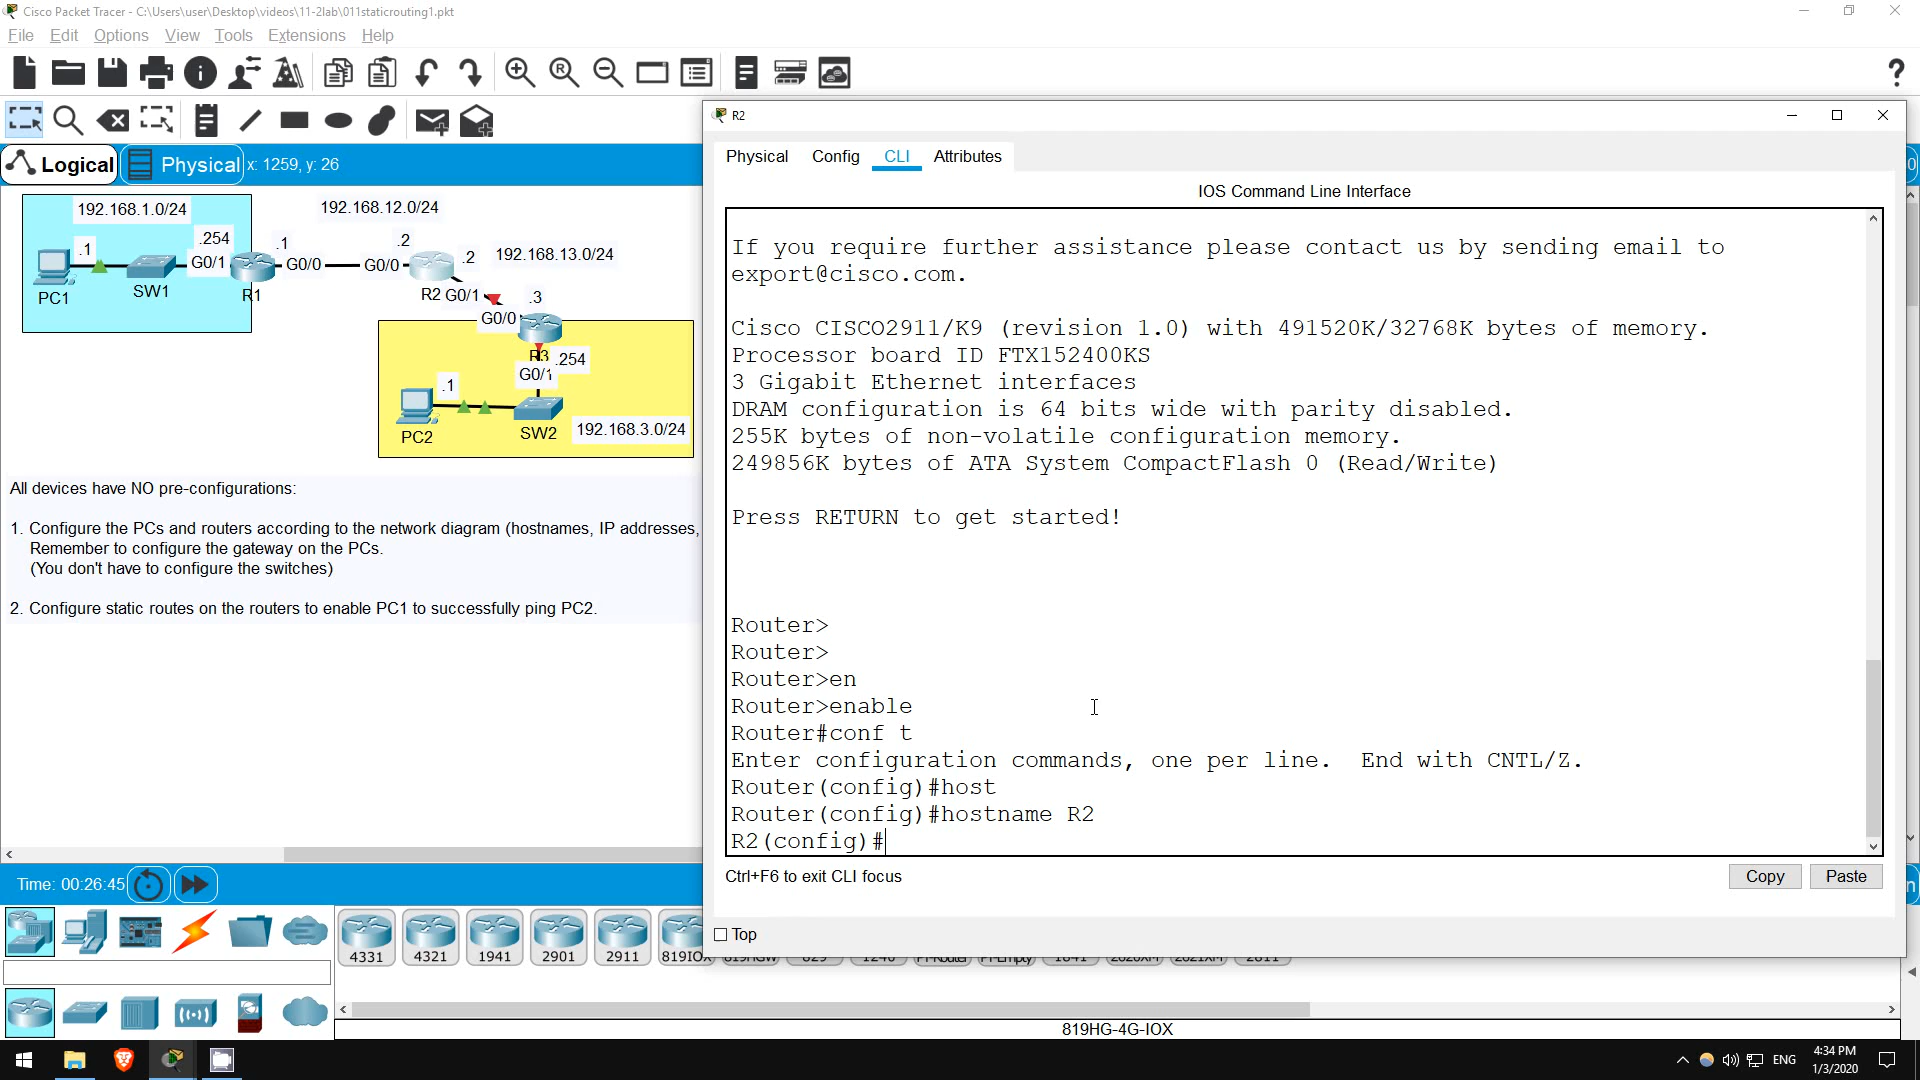 Cisco Packet Tracer - C:\Users\user\Desktop\videos\11-2lab\011staticrouting1.pkt
File Edit Options View Tools Extensions Help
Logical
Physical x: 1259, y: 26
192.168.1.0/24
192.168.12.0/24
.254
.1
.2
.1
G0/1
G0/0
G0/0
.2
192.168.13.0/24
PC1
SW1
R1
R2 G0/1
.3
G0/0
R3
.254
G0/1
.1
PC2
SW2
192.168.3.0/24
All devices have NO pre-configurations:
1. Configure the PCs and routers according to the network diagram (hostnames, IP addresses,
Remember to configure the gateway on the PCs.
(You don't have to configure the switches)
2. Configure static routes on the routers to enable PC1 to successfully ping PC2.
R2
Physical Config CLI Attributes
IOS Command Line Interface
If you require further assistance please contact us by sending email to
export@cisco.com.
Cisco CISCO2911/K9 (revision 1.0) with 491520K/32768K bytes of memory.
Processor board ID FTX152400KS
3 Gigabit Ethernet interfaces
DRAM configuration is 64 bits wide with parity disabled.
255K bytes of non-volatile configuration memory.
249856K bytes of ATA System CompactFlash 0 (Read/Write)
Press RETURN to get started!
Router>
Router>
Router>en
Router>enable
Router#conf t
Enter configuration commands, one per line.  End with CNTL/Z.
Router(config)#host
Router(config)#hostname R2
R2(config)#
Ctrl+F6 to exit CLI focus
Copy
Paste
Top
Time: 00:26:45
4331
4321
1941
2901
2911
819IOX
819HG-4G-IOX
ENG
4:34 PM
1/3/2020